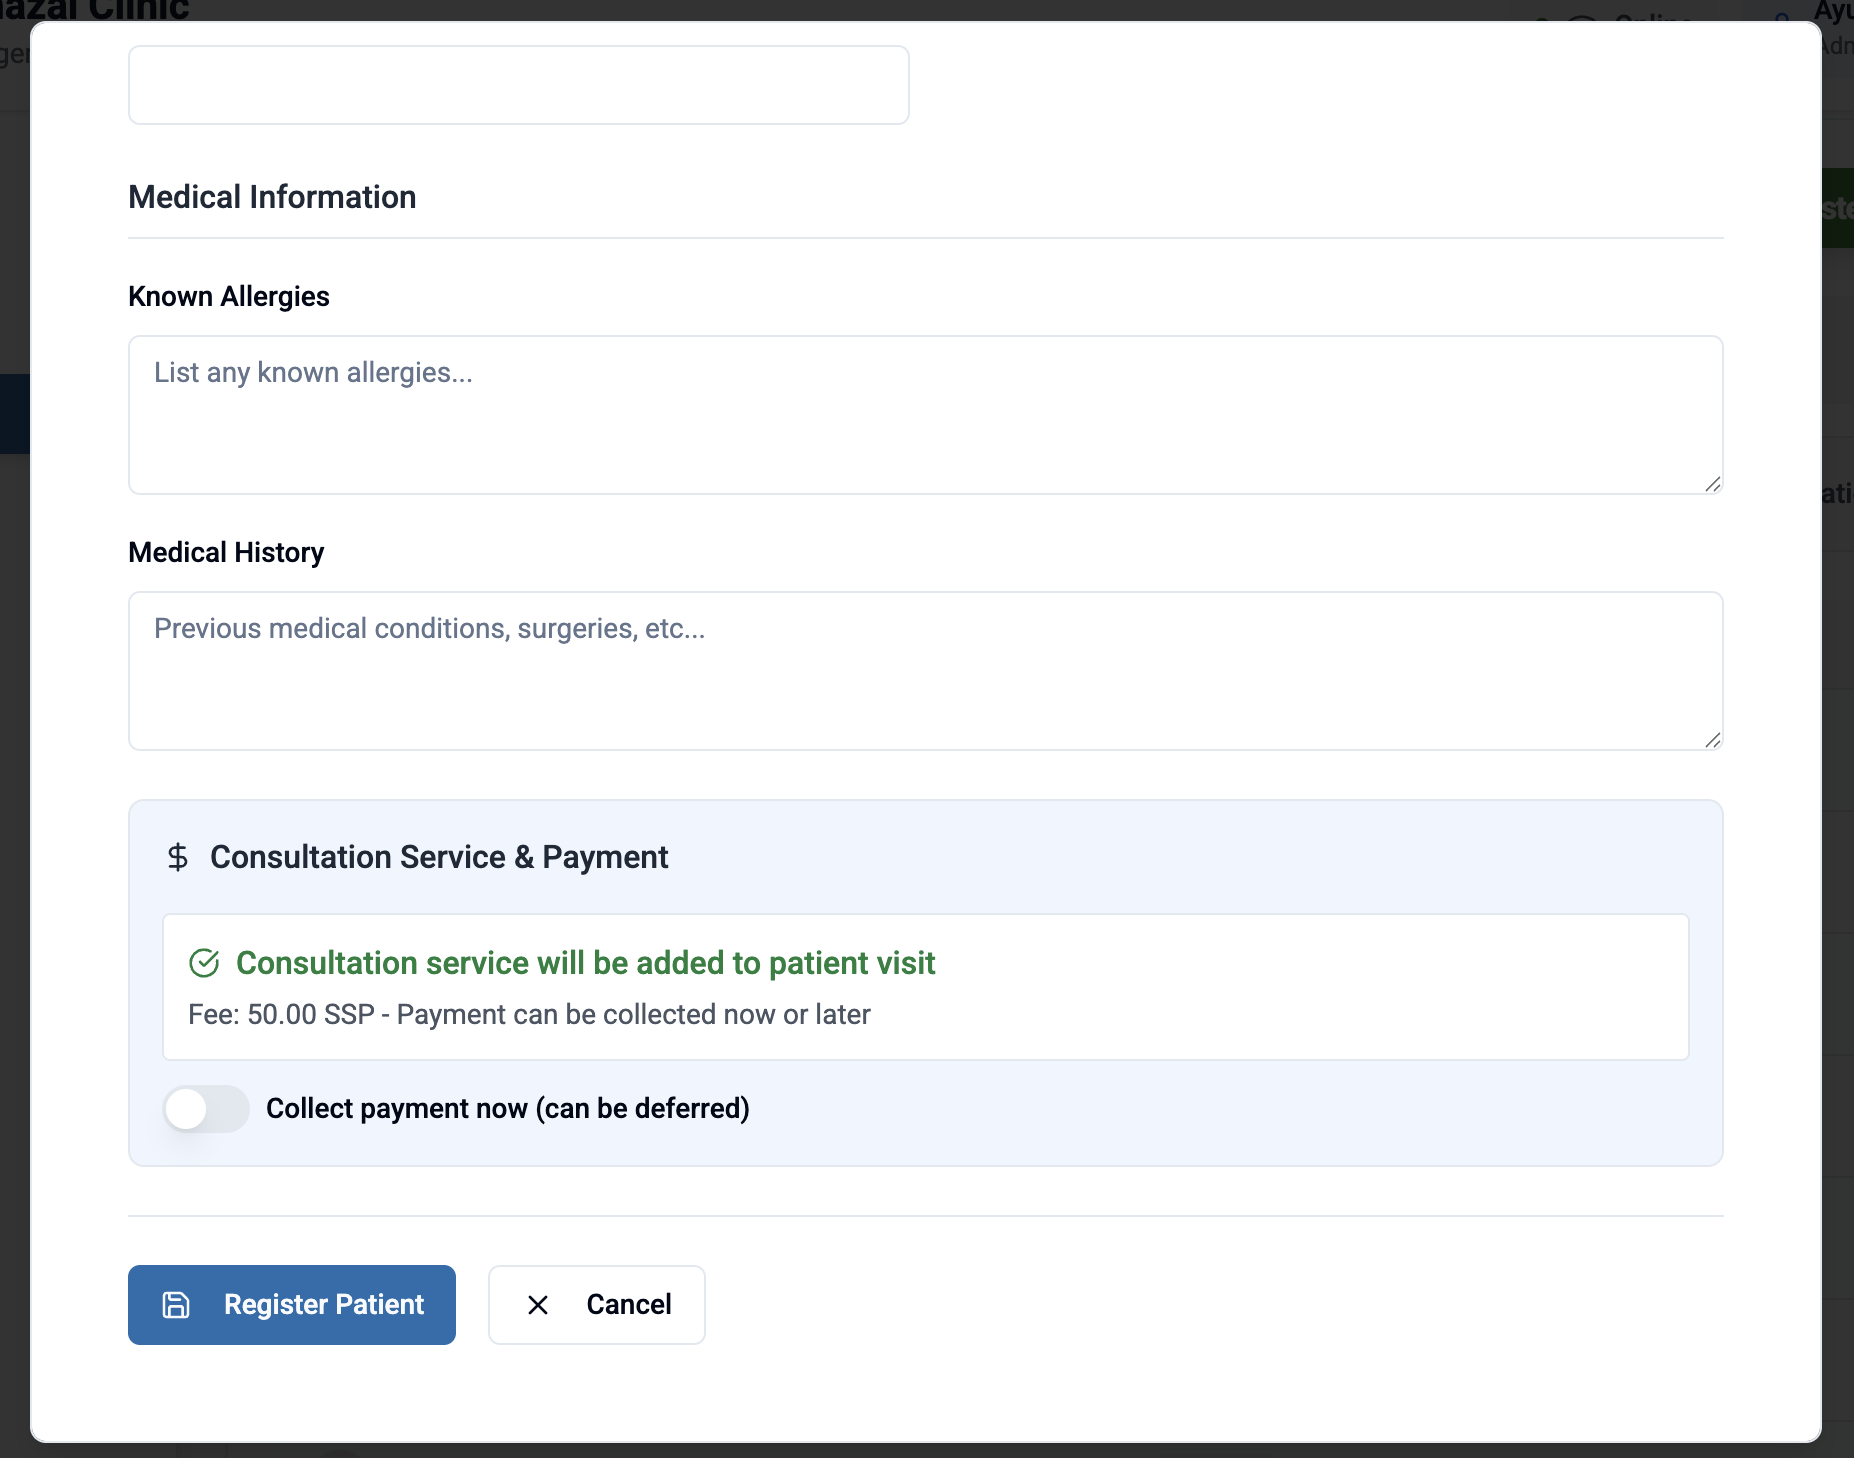 Clinic
Online
Medical Information
Known Allergies
List any known allergies...
Medical History
Previous medical conditions, surgeries, etc...
$ Consultation Service & Payment
Consultation service will be added to patient visit
Fee: 50.00 SSP - Payment can be collected now or later
Collect payment now (can be deferred)
Register Patient
Cancel